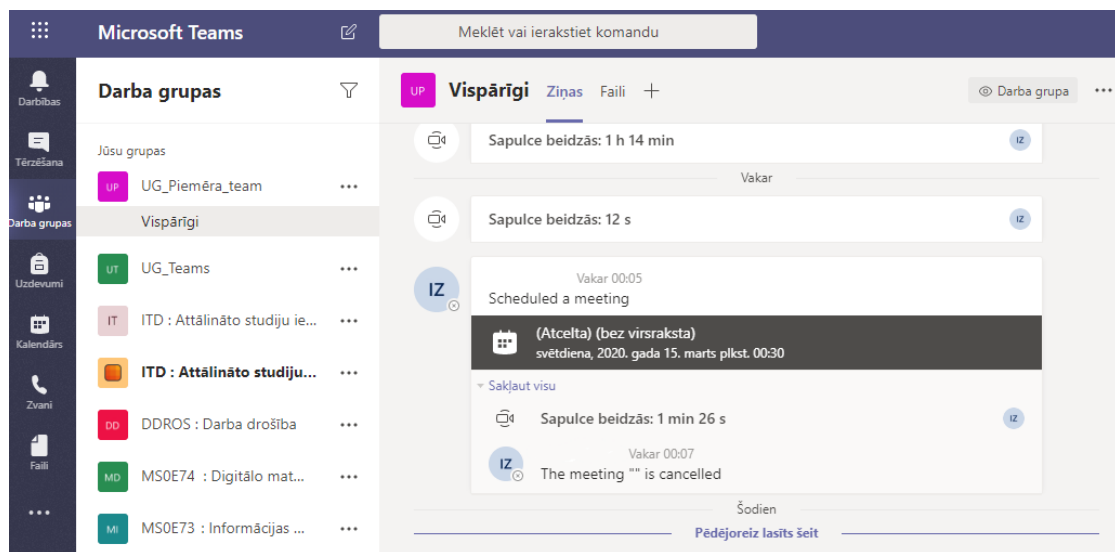 Microsoft Teams
Meklēt vai ierakstiet komandu
Darbības
Tērzēšana
Darba grupas
Uzdevumi
Kalendārs
Zvani
Faili
Darba grupas
Jūsu grupas
UP UG_Piemēra_team
Vispārīgi
UT UG_Teams
IT ITD : Attālināto studiju ie...
ITD : Attālināto studiju...
DD DDROS : Darba drošība
MD MS0E74 : Digitālo mat...
MI MS0E73 : Informācijas ...
UP Vispārīgi Ziņas Faili
Darba grupa
Sapulce beidzās: 1 h 14 min IZ
Vakar
Sapulce beidzās: 12 s IZ
IZ Vakar 00:05
Scheduled a meeting
(Atcelta) (bez virsraksta)
svētdiena, 2020. gada 15. marts plkst. 00:30
Sakļaut visu
Sapulce beidzās: 1 min 26 s IZ
IZ Vakar 00:07
The meeting "" is cancelled
Šodien
Pēdējoreiz lasīts šeit